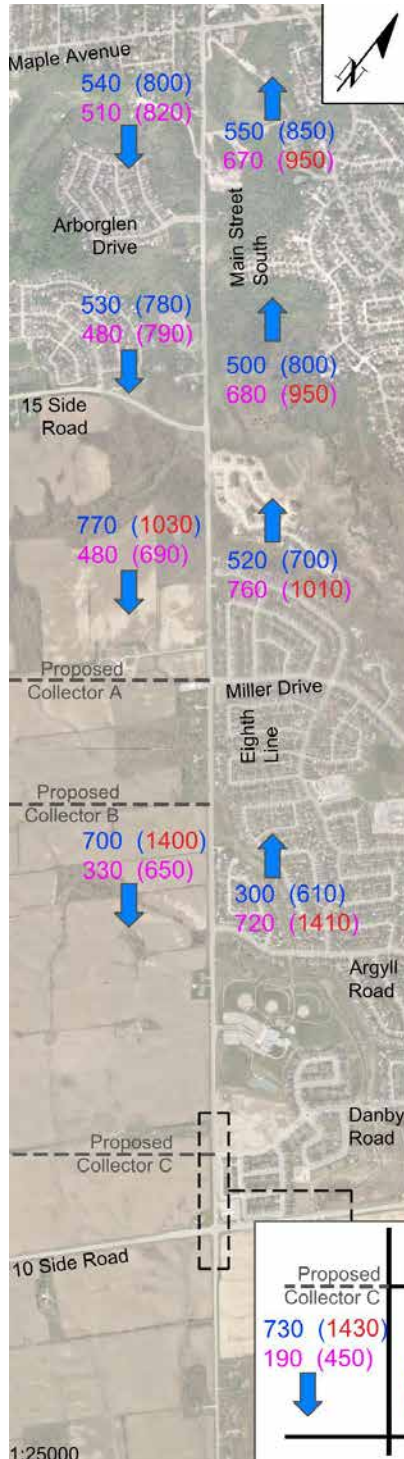 N
Maple Avenue
540 (800)
510 (820)
550 (850)
670 (950)
Arborglen
Drive
Main Street
South
530 (780)
480 (790)
500 (800)
680 (950)
15 Side
Road
770 (1030)
480 (690)
520 (700)
760 (1010)
Proposed
Collector A
Miller Drive
Eighth
Line
Proposed
Collector B
700 (1400)
330 (650)
300 (610)
720 (1410)
Argyll
Road
Danby
Road
Proposed
Collector C
10 Side Road
Proposed
Collector C
730 (1430)
190 (450)
1:25000